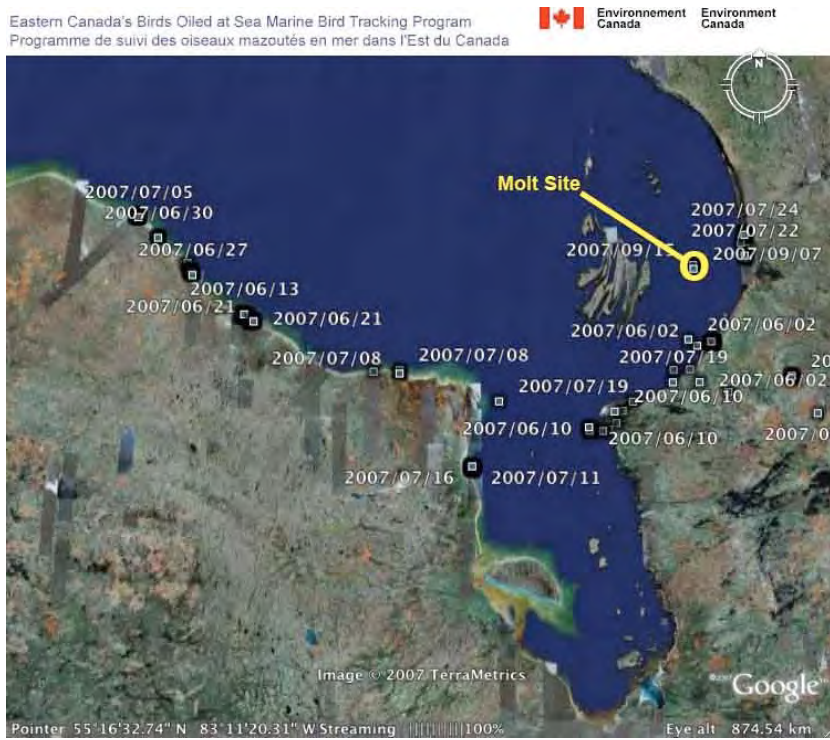 Eastern Canada's Birds Oiled at Sea Marine Bird Tracking Program
Programme de suivi des oiseaux mazoutés en mer dans l'Est du Canada
Environnement Canada
Environment Canada
N
Molt Site
2007/07/05
2007/06/30
2007/07/24
2007/07/22
2007/06/27
2007/09/15
2007/09/07
2007/06/13
2007/06/21
2007/06/21
2007/06/02
2007/06/02
2007/07/08
2007/07/08
2007/07/19
20
2007/07/19
2007/06/02
2007/06/10
2007/06/10
2007/06/10
2007/0
2007/07/16
2007/07/11
Image © 2007 TerraMetrics
©2007 Google™
Pointer 55°16'32.74" N 83°11'20.31" W Streaming ||||||||| 100% Eye alt 874.54 km